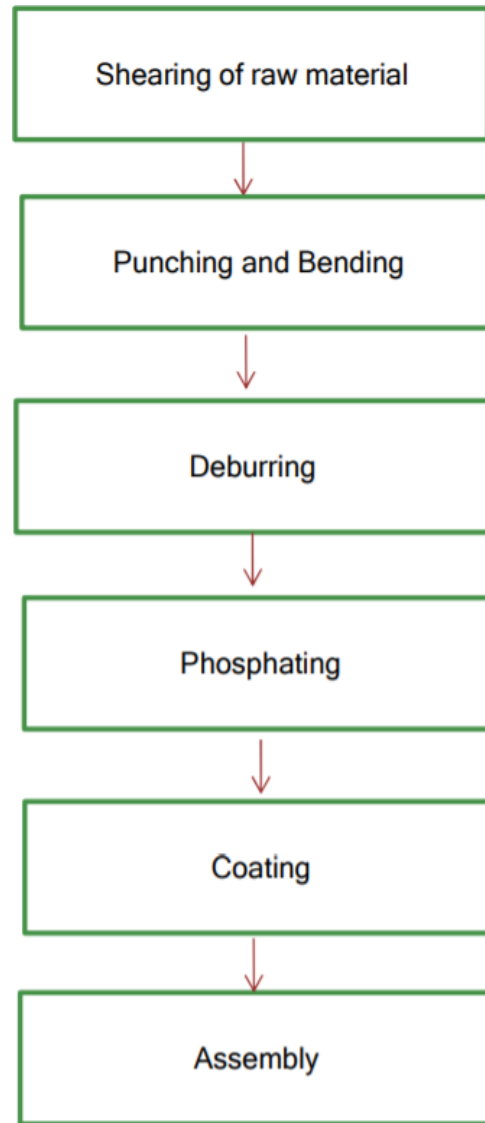 Shearing of raw material
Punching and Bending
Deburring
Phosphating
Coating
Assembly